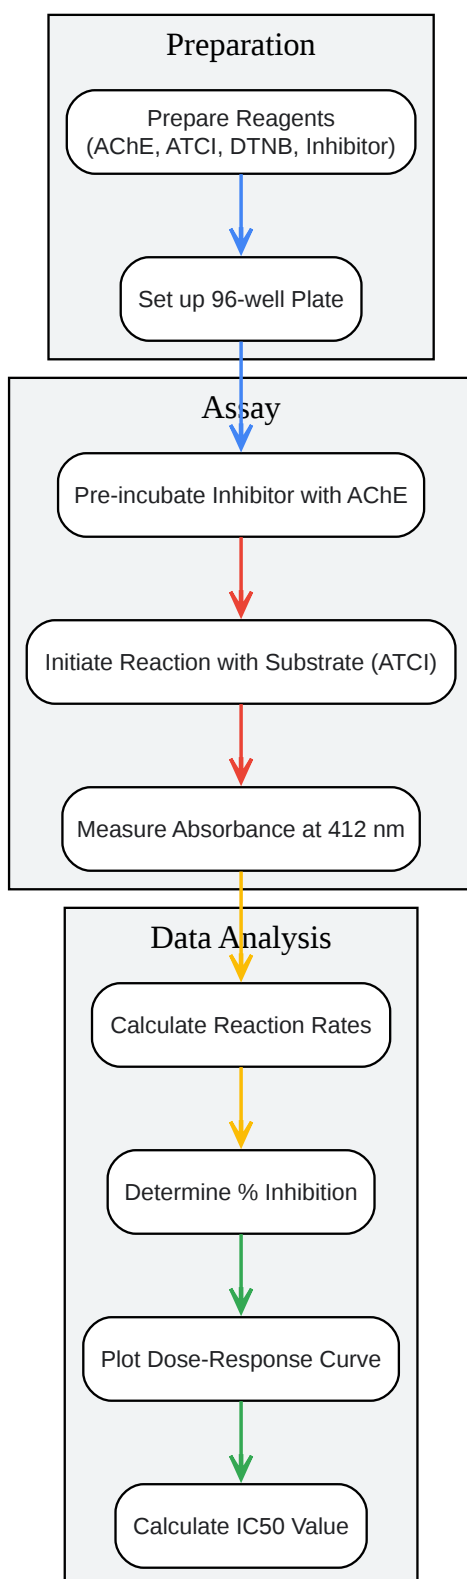 Preparation
Prepare Reagents
(AChE, ATCI, DTNB, Inhibitor)
Set up 96-well Plate
Assay
Pre-incubate Inhibitor with AChE
Initiate Reaction with Substrate (ATCI)
Measure Absorbance at 412 nm
Data Analysis
Calculate Reaction Rates
Determine % Inhibition
Plot Dose-Response Curve
Calculate IC50 Value